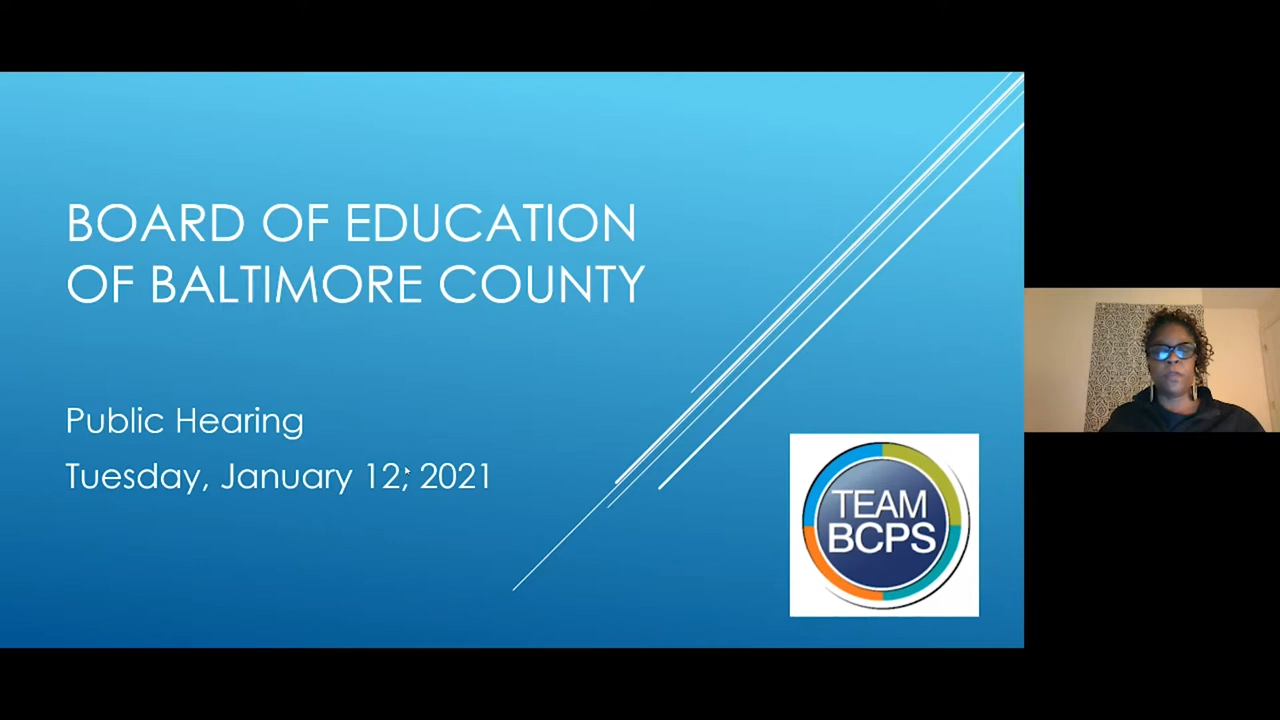 BOARD OF EDUCATION
OF BALTIMORE COUNTY
Public Hearing
Tuesday, January 12, 2021
TEAM
BCPS